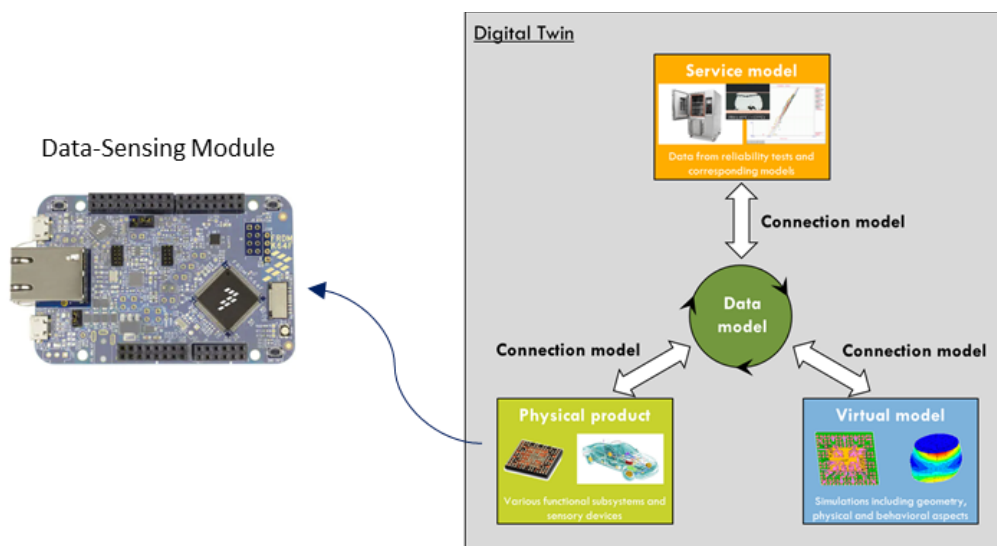 Digital Twin
Service model
Data from reliability tests and
corresponding models
Data-Sensing Module
Connection model
FRDM
K64F
Data
model
Connection model
Connection model
Physical product
Various functional subsystems and
sensory devices
Virtual model
Simulations including geometry,
physical and behavioral aspects